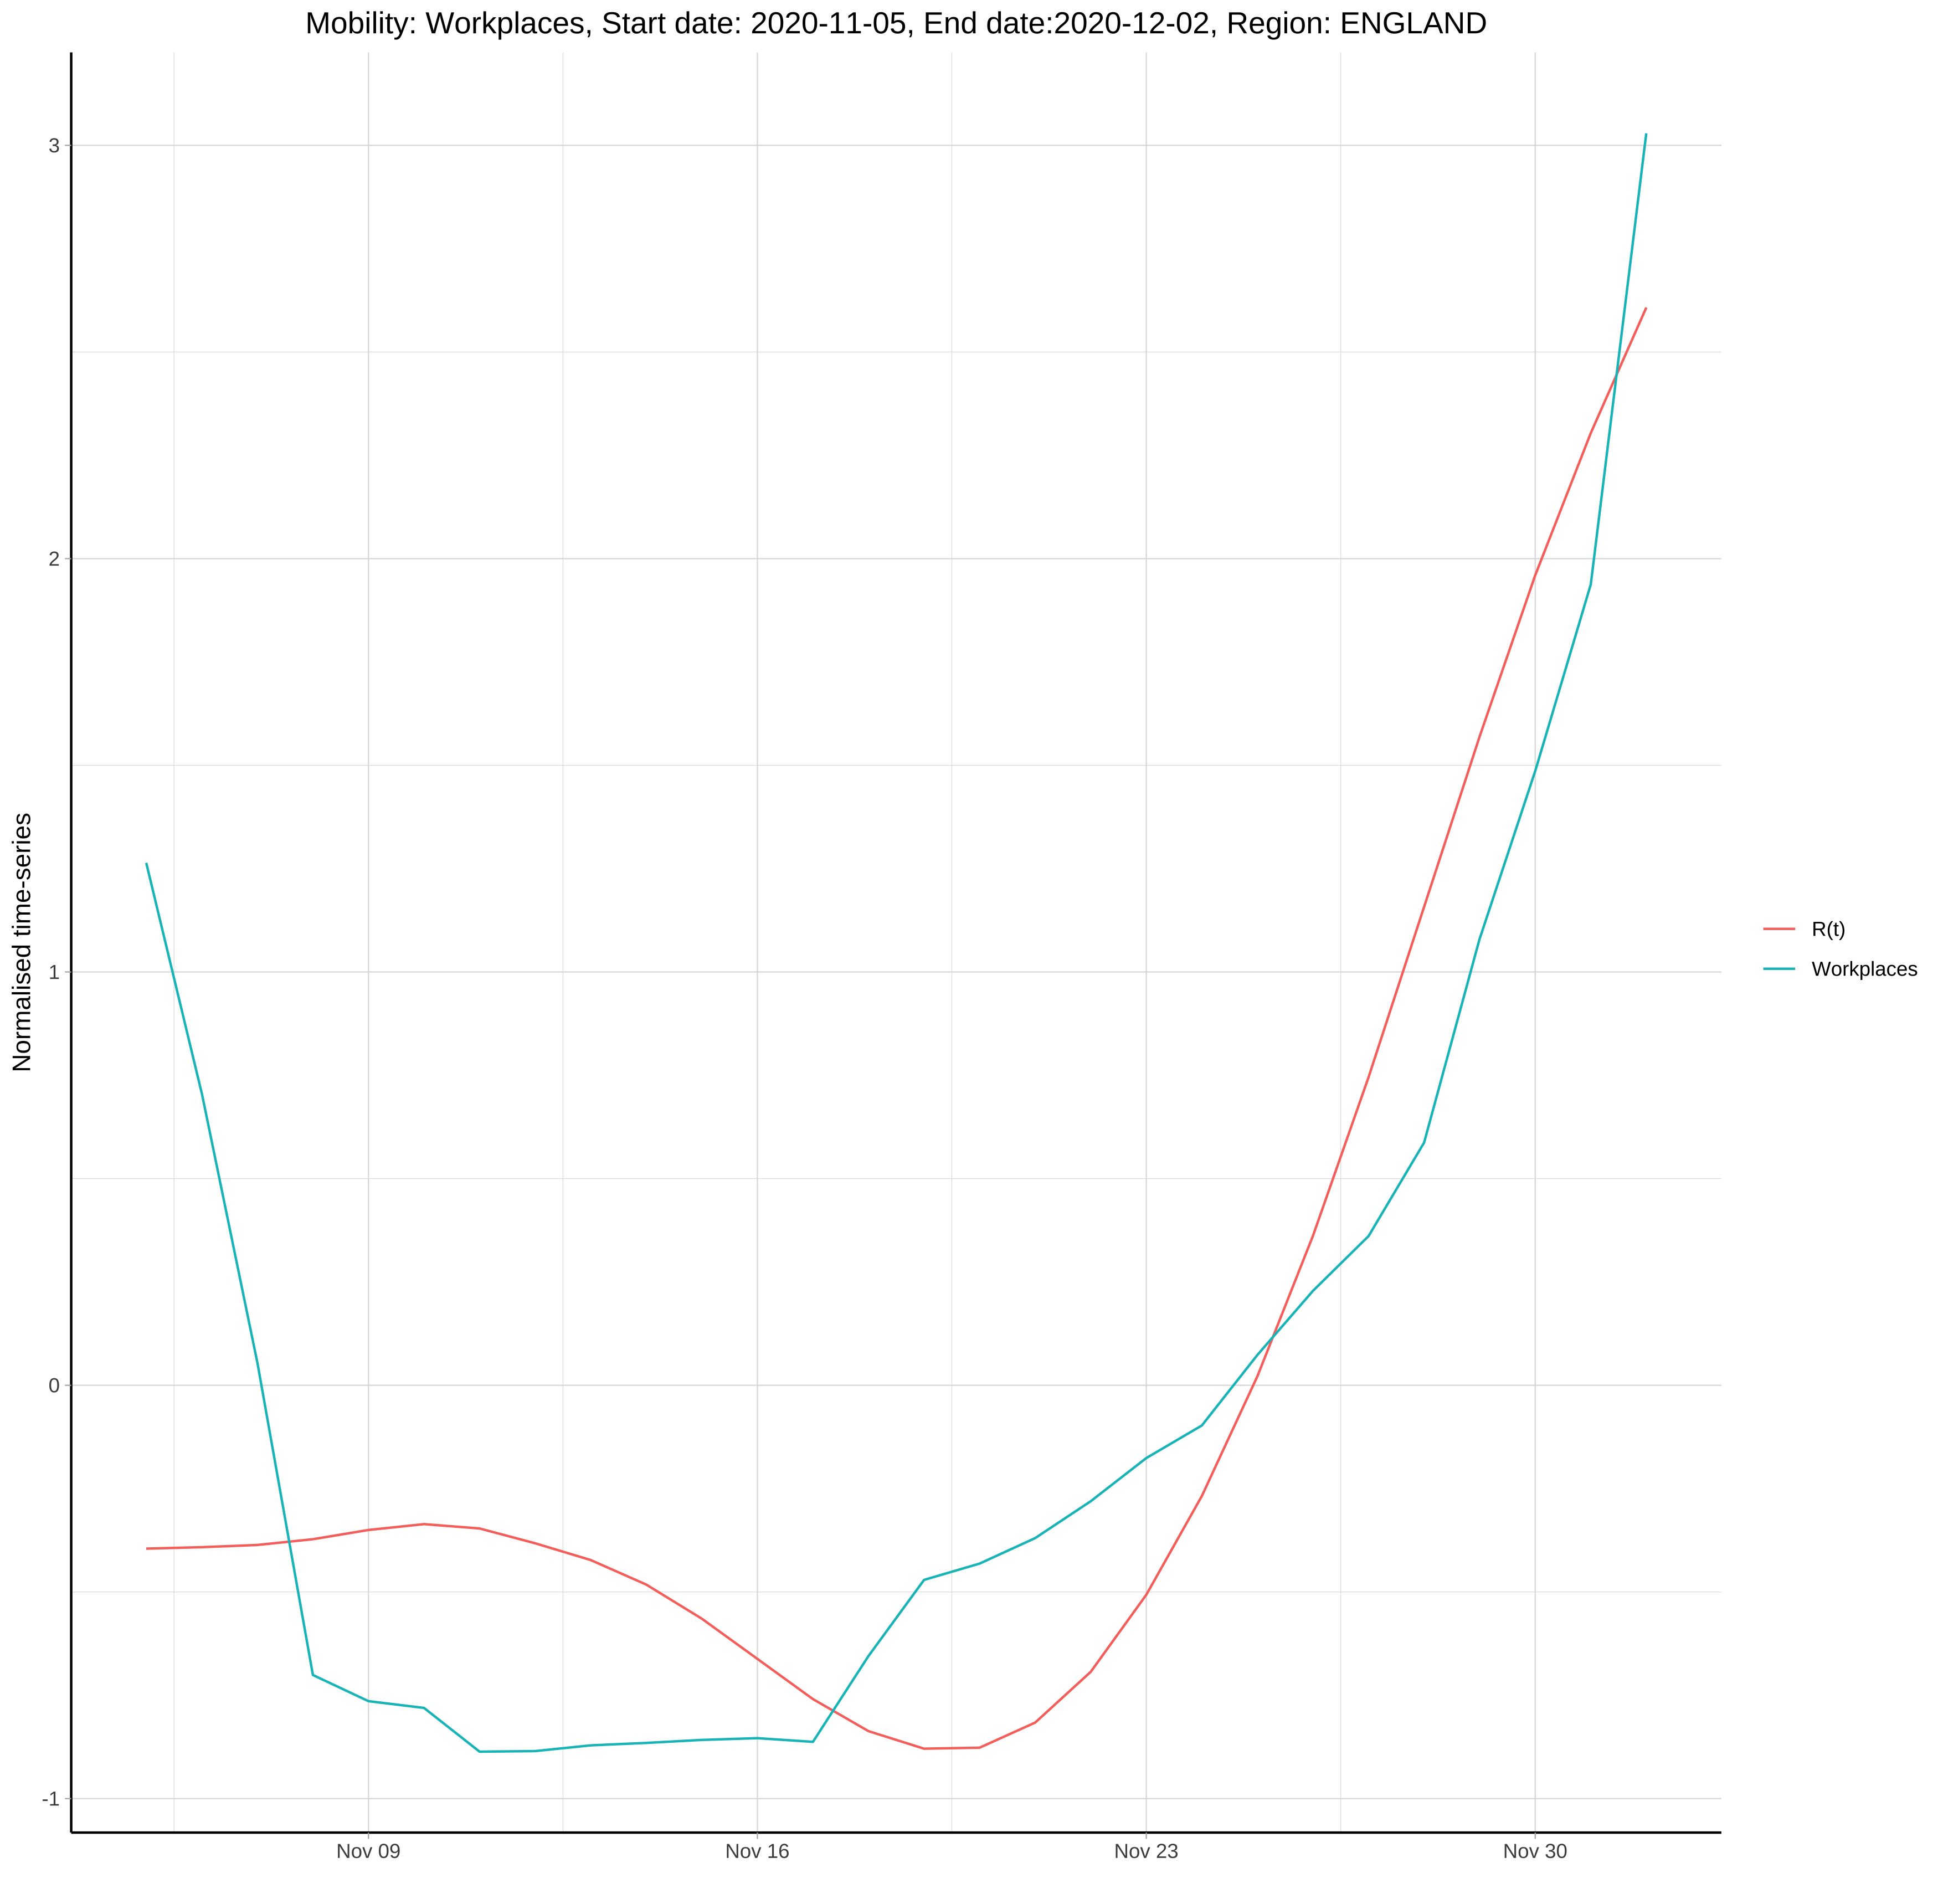 Mobility: Workplaces, Start date: 2020-11-05, End date:2020-12-02, Region: ENGLAND
Normalised time-series
3
2
1
0
-1
Nov 09 Nov 16 Nov 23 Nov 30
R(t)
Workplaces